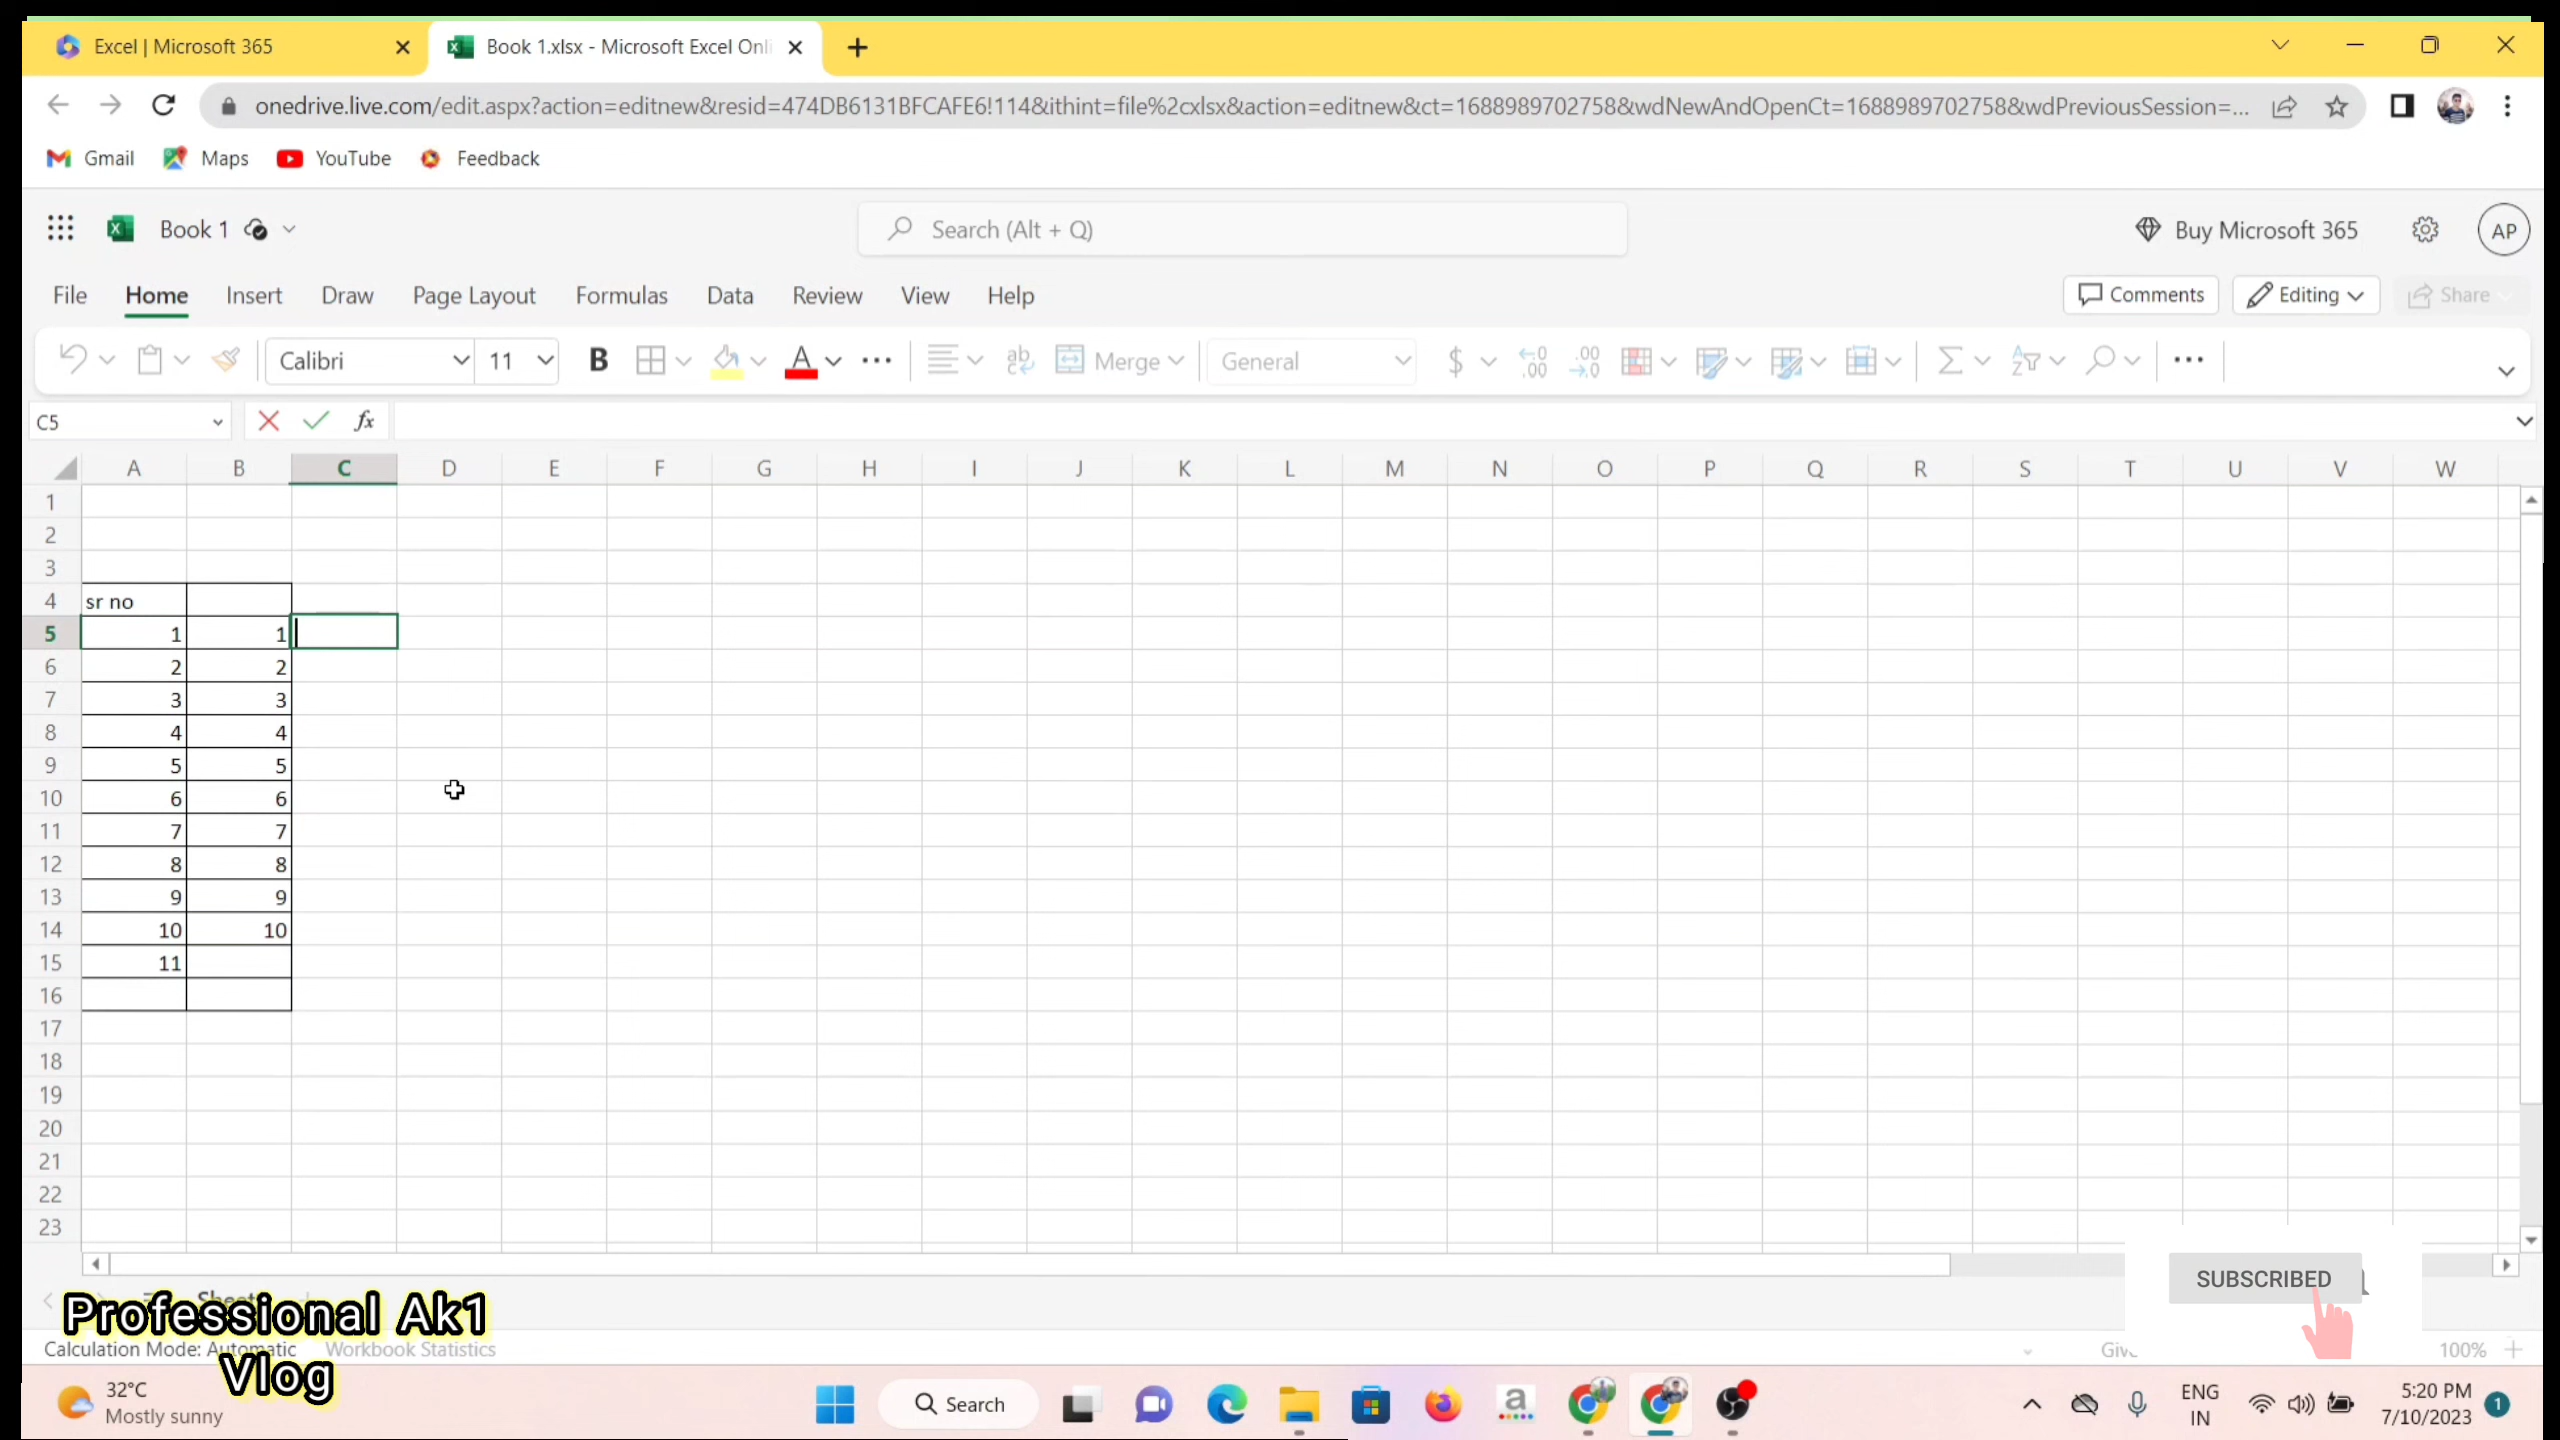 Excel | Microsoft 365
Book 1.xlsx - Microsoft Excel Onli
onedrive.live.com/edit.aspx?action=editnew&resid=474DB6131BFCAFE6!114&ithint=file%2cxlsx&action=editnew&ct=1688989702758&wdNewAndOpenCt=1688989702758&wdPreviousSession=...
Gmail Maps YouTube Feedback
Book 1
Search (Alt + Q)
Buy Microsoft 365
AP
File Home Insert Draw Page Layout Formulas Data Review View Help
Comments Editing Share
Calibri 11 B A ... Merge General $
C5 fx
A B C D E F G H I J K L M N O P Q R S T U V W
1
2
3
4 sr no
5 1 1
6 2 2
7 3 3
8 4 4
9 5 5
10 6 6
11 7 7
12 8 8
13 9 9
14 10 10
15 11
16
17
18
19
20
21
22
23
SUBSCRIBED
Professional Ak1
Vlog
Calculation Mode: Automatic Workbook Statistics
100%
32°C
Mostly sunny
Search
ENG
IN
5:20 PM
7/10/2023
1